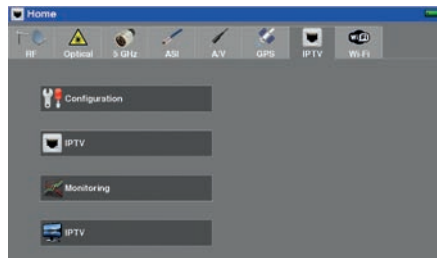 Home
RF
Optical
5 GHz
ASI
A/V
GPS
IPTV
Wi-Fi
Configuration
IPTV
Monitoring
IPTV